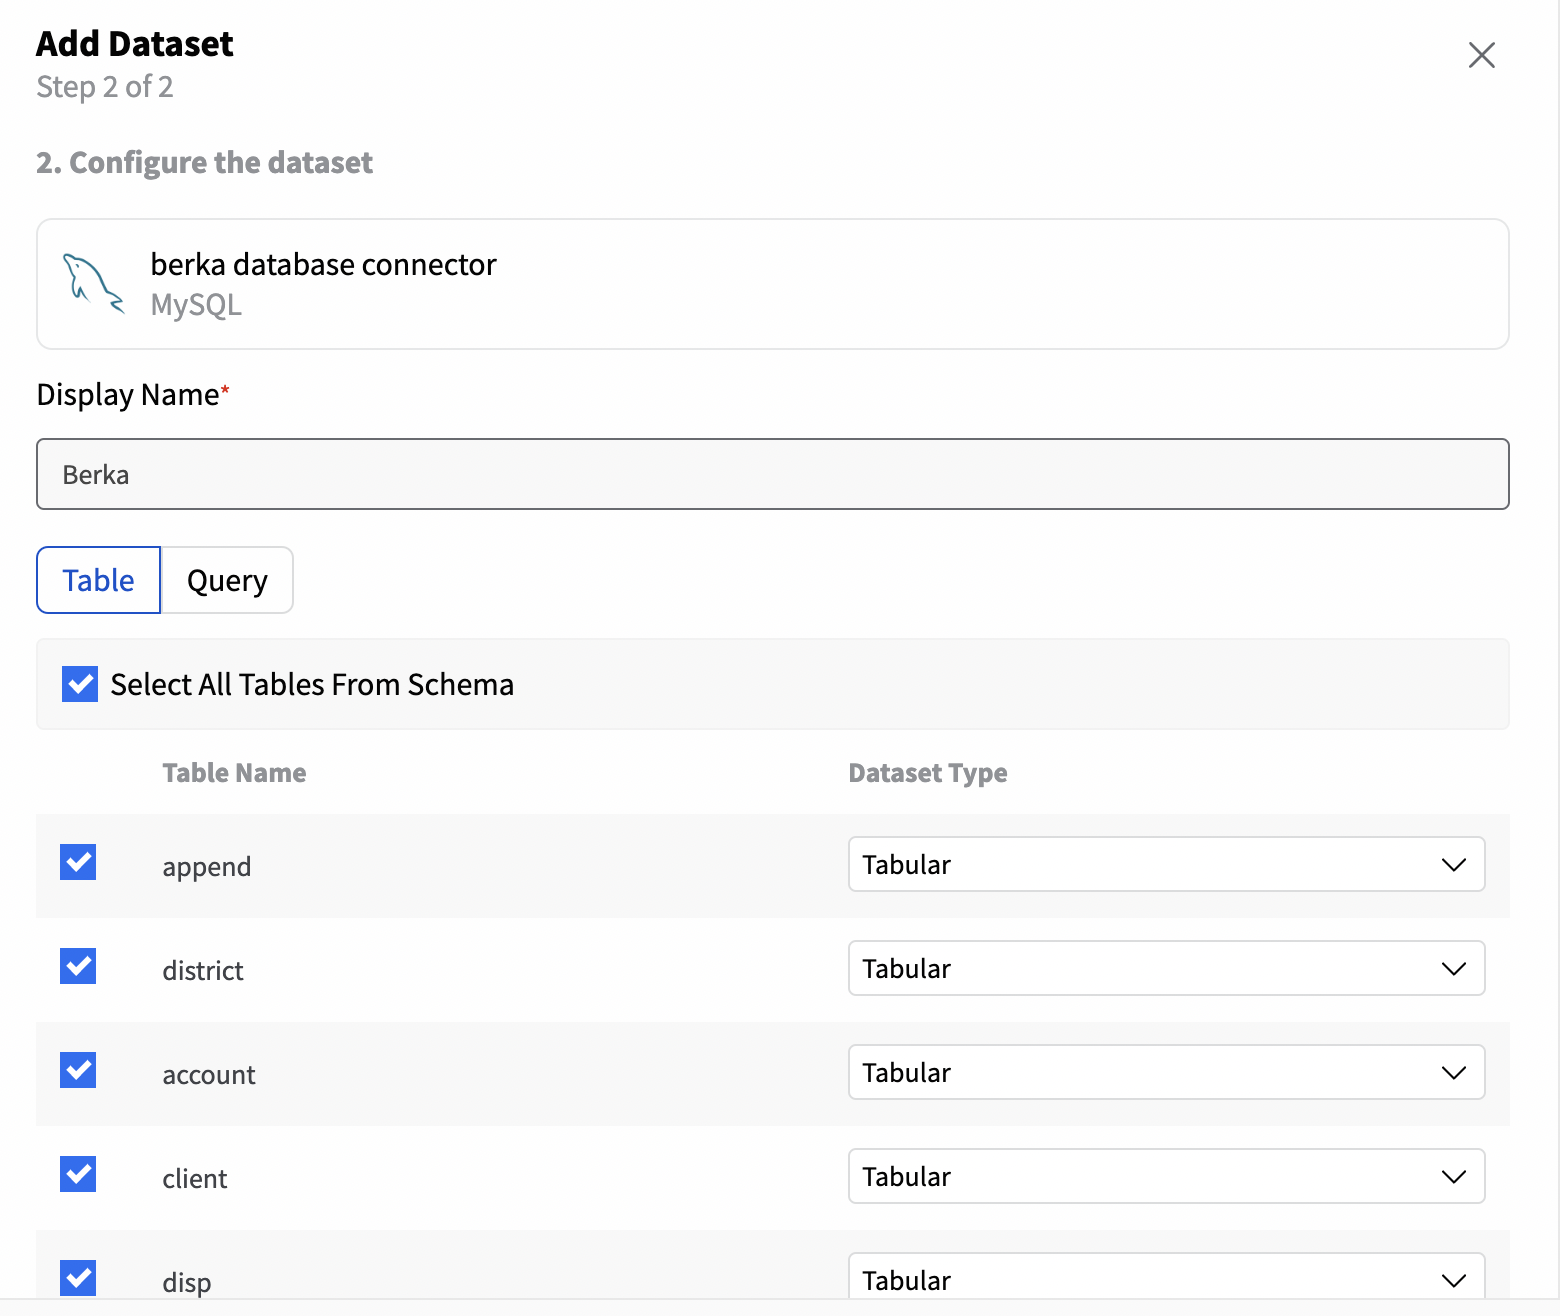 Add Dataset
Step 2 of 2
2. Configure the dataset
berka database connector
MySQL
Display Name*
Berka
Table Query
Select All Tables From Schema
Table Name Dataset Type
append Tabular
district Tabular
account Tabular
client Tabular
disp Tabular